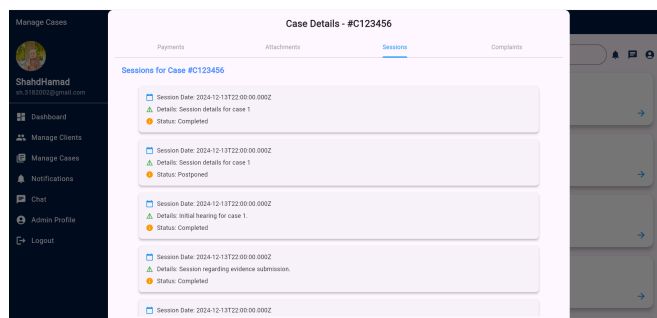 Manage Cases
ShahdHamad
sh.3182002@gmail.com
Dashboard
Manage Clients
Manage Cases
Notifications
Chat
Admin Profile
Logout
Case Details - #C123456
Payments
Attachments
Sessions
Complaints
Sessions for Case #C123456
Session Date: 2024-12-13T22:00:00.000Z
Details: Session details for case 1
Status: Completed
Session Date: 2024-12-13T22:00:00.000Z
Details: Session details for case 1
Status: Postponed
Session Date: 2024-12-13T22:00:00.000Z
Details: Initial hearing for case 1.
Status: Completed
Session Date: 2024-12-13T22:00:00.000Z
Details: Session regarding evidence submission.
Status: Completed
Session Date: 2024-12-13T22:00:00.000Z